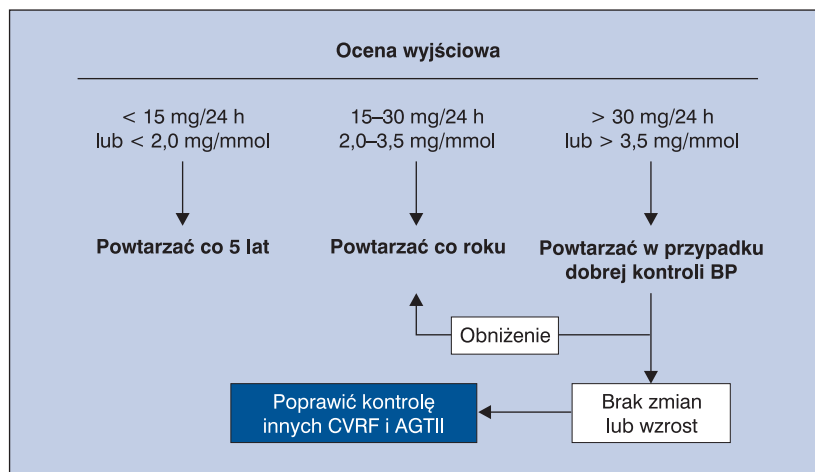 Ocena wyjściowa
< 15 mg/24 h
lub < 2,0 mg/mmol
15–30 mg/24 h
2,0–3,5 mg/mmol
> 30 mg/24 h
lub > 3,5 mg/mmol
Powtarzać co 5 lat
Powtarzać co roku
Powtarzać w przypadku
dobrej kontroli BP
Obniżenie
Poprawić kontrolę
innych CVRF i AGTII
Brak zmian
lub wzrost